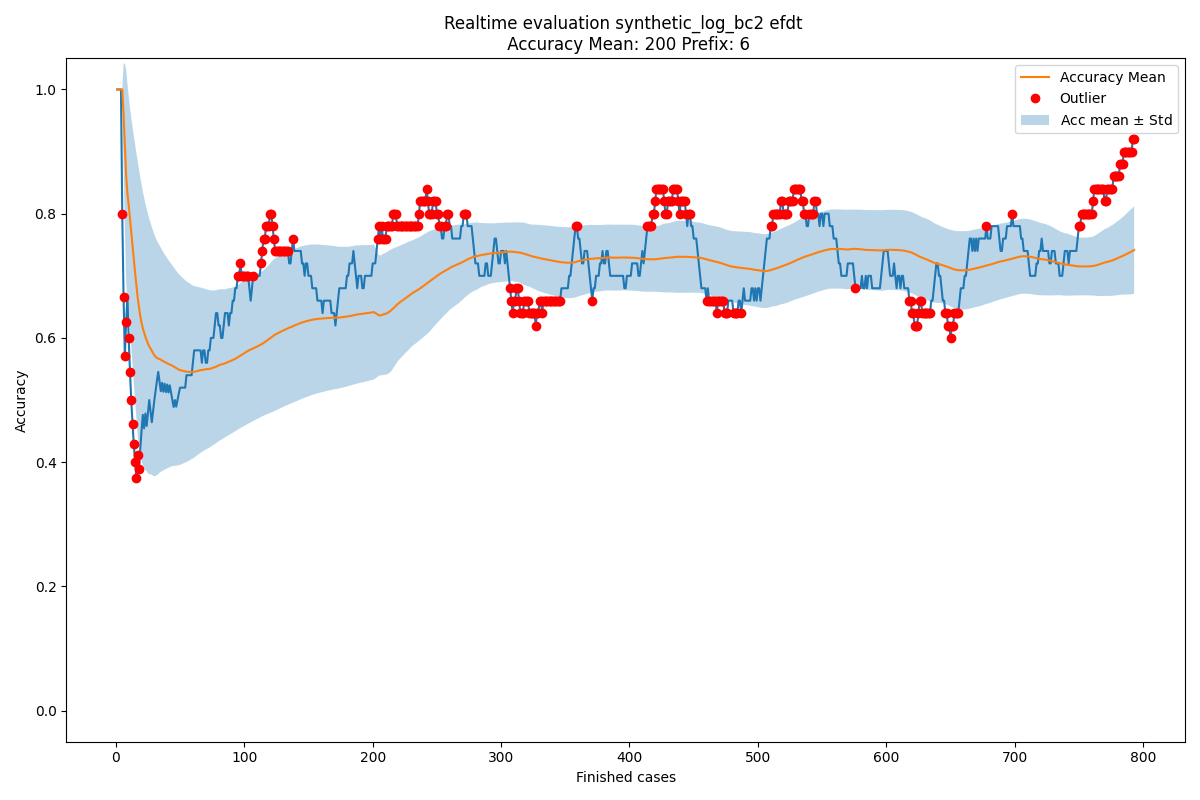 Realtime evaluation synthetic_log_bc2 efdt
Accuracy Mean: 200 Prefix: 6
Accuracy Mean
Outlier
Acc mean ± Std
1.0
0.8
0.6
0.4
0.2
0.0
Accuracy
0 100 200 300 400 500 600 700 800
Finished cases